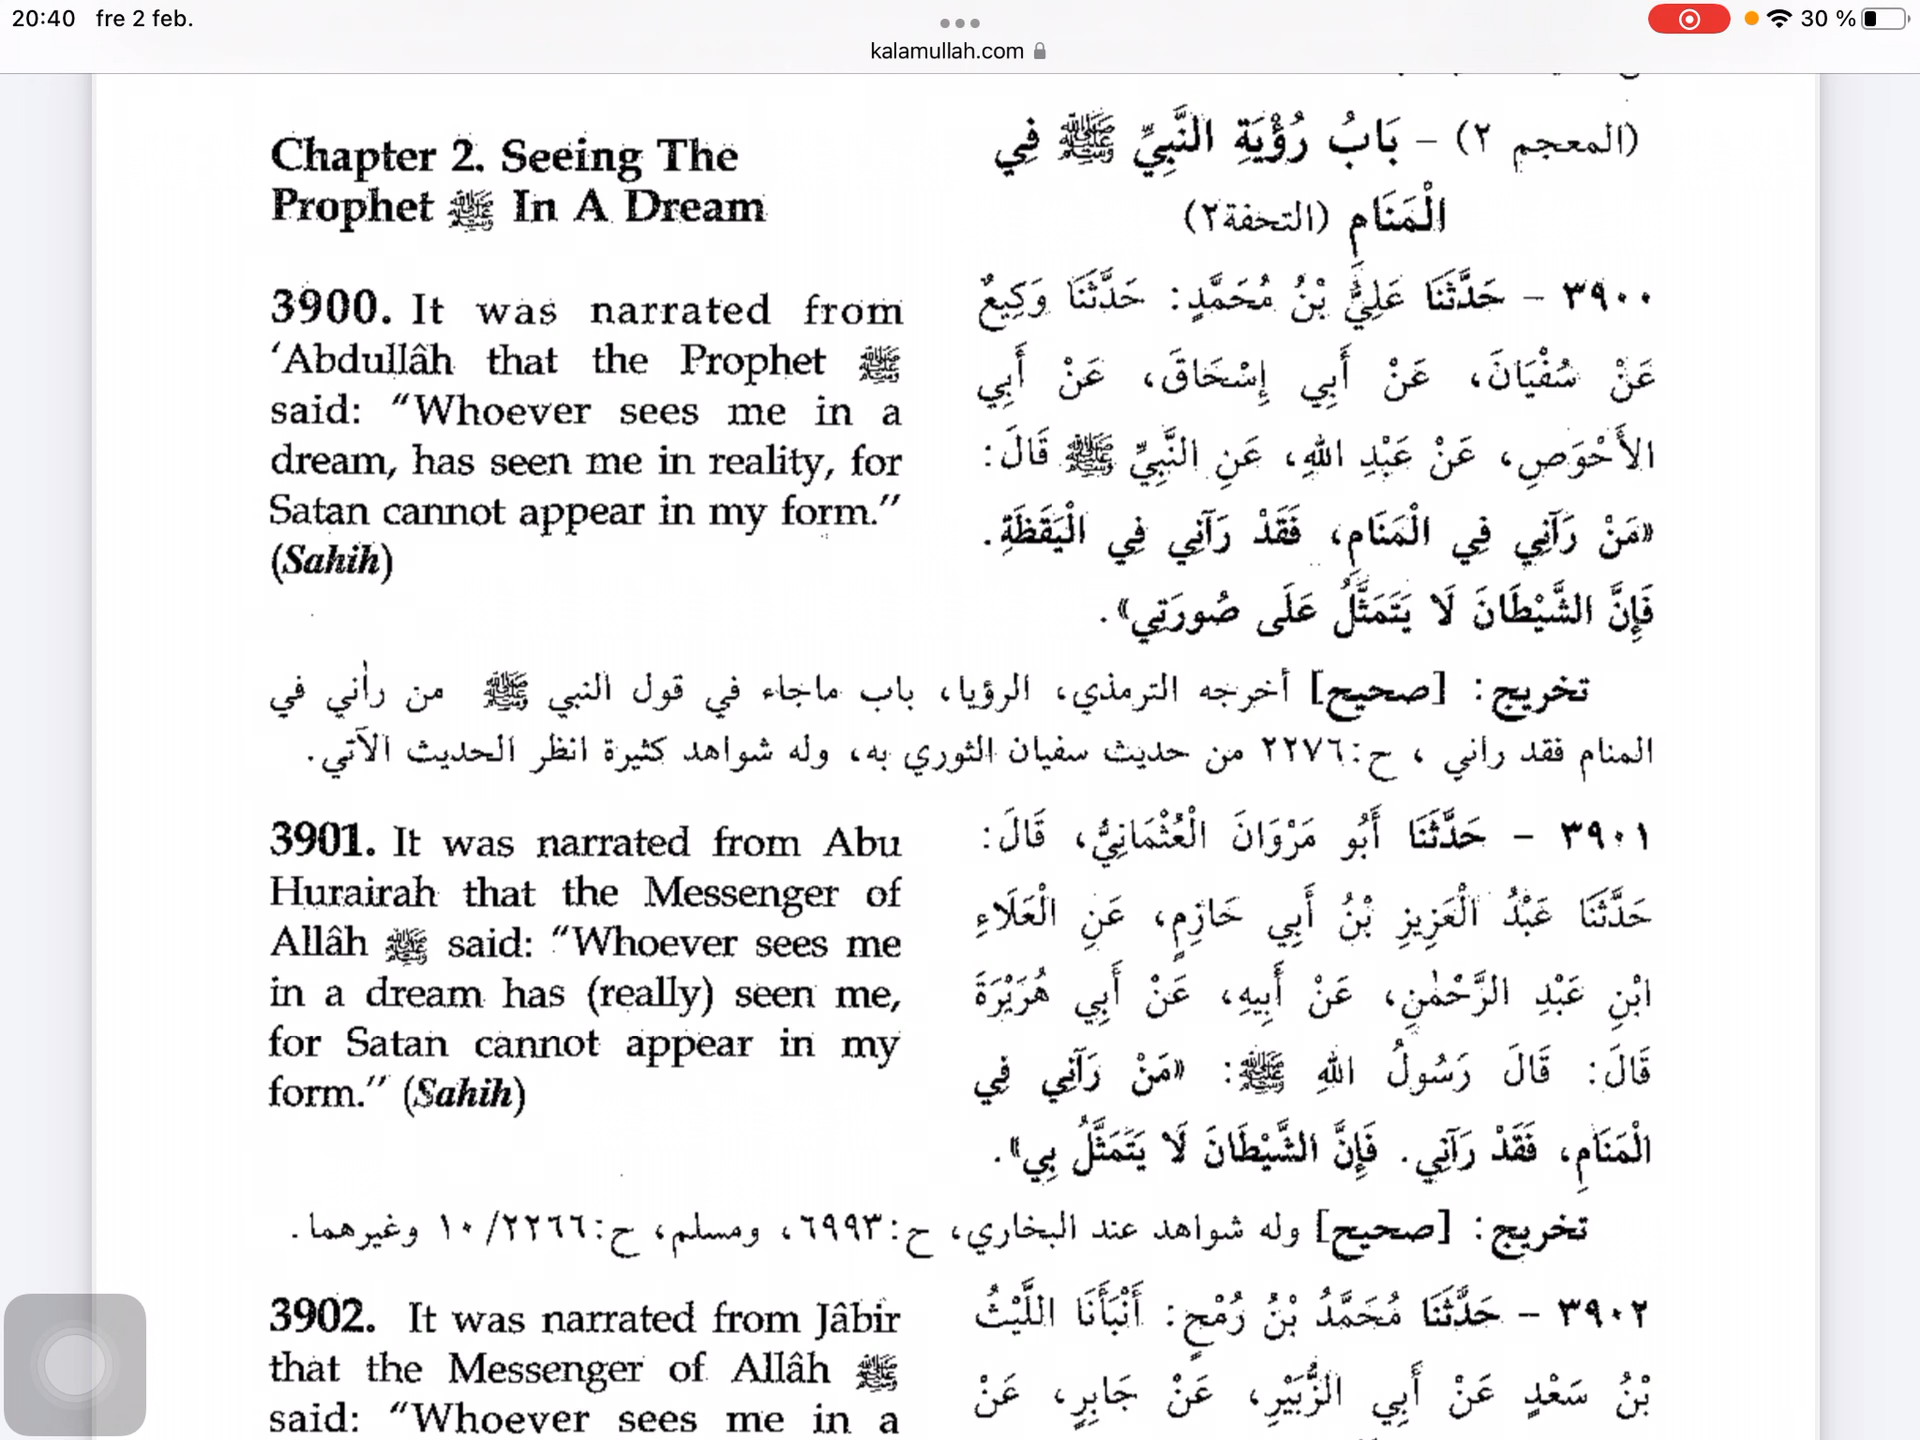 20:40 fre 2 feb.
30 %
kalamullah.com
Chapter 2. Seeing The
Prophet ﷺ In A Dream
(المعجم ٢) - بَابُ رُؤْيَةِ النَّبِيِّ ﷺ فِي
الْمَنَامِ (التحفة٢)
3900. It was narrated from
‘Abdullâh that the Prophet ﷺ
said: “Whoever sees me in a
dream, has seen me in reality, for
Satan cannot appear in my form.”
(Sahih)
٣٩٠٠ - حَدَّثَنَا عَلِيُّ بْنُ مُحَمَّدٍ: حَدَّثَنَا وَكِيعٌ
عَنْ سُفْيَانَ، عَنْ أَبِي إِسْحَاقَ، عَنْ أَبِي
الأَحْوَصِ، عَنْ عَبْدِ اللهِ، عَنِ النَّبِيِّ ﷺ قَالَ:
«مَنْ رَآنِي فِي الْمَنَامِ، فَقَدْ رَآنِي فِي الْيَقَظَةِ.
فَإِنَّ الشَّيْطَانَ لَا يَتَمَثَّلُ عَلَى صُورَتِي».
تخريج: [صحيح] أخرجه الترمذي، الرؤيا، باب ماجاء في قول النبي ﷺ من رأني في
المنام فقد راني ، ح:٢٢٧٦ من حديث سفيان الثوري به، وله شواهد كثيرة انظر الحديث الآتي.
3901. It was narrated from Abu
Hurairah that the Messenger of
Allâh ﷺ said: “Whoever sees me
in a dream has (really) seen me,
for Satan cannot appear in my
form.” (Sahih)
٣٩٠١ - حَدَّثَنَا أَبُو مَرْوَانَ الْعُثْمَانِيُّ، قَالَ:
حَدَّثَنَا عَبْدُ الْعَزِيزِ بْنُ أَبِي حَازِمٍ، عَنِ الْعَلَاءِ
ابْنِ عَبْدِ الرَّحْمٰنِ، عَنْ أَبِيهِ، عَنْ أَبِي هُرَيْرَةَ
قَالَ: قَالَ رَسُولُ اللهِ ﷺ: «مَنْ رَآنِي فِي
الْمَنَامِ، فَقَدْ رَآنِي. فَإِنَّ الشَّيْطَانَ لَا يَتَمَثَّلُ بِي».
تخريج: [صحيح] وله شواهد عند البخاري، ح:٦٩٩٣، ومسلم، ح:٢٢٦٦/ ١٠ وغيرهما.
3902. It was narrated from Jâbir
that the Messenger of Allâh ﷺ
said: “Whoever sees me in a
٣٩٠٢ - حَدَّثَنَا مُحَمَّدُ بْنُ رُمْحٍ: أَنْبَأَنَا اللَّيْثُ
بْنُ سَعْدٍ عَنْ أَبِي الزُّبَيْرِ، عَنْ جَابِرٍ، عَنْ